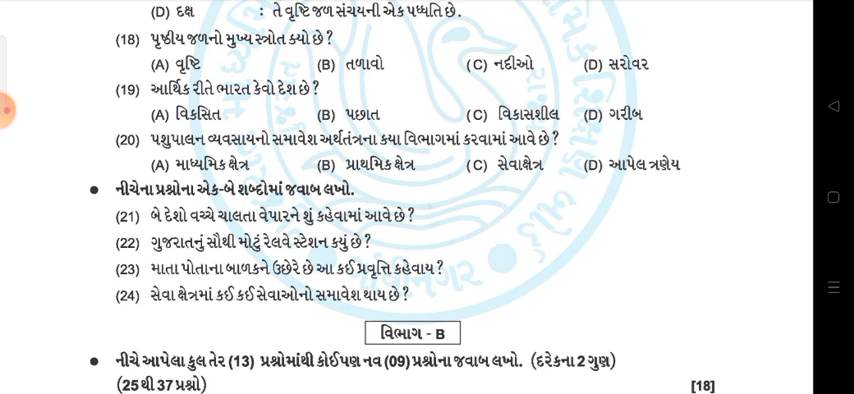 (D) દક્ષ : તે વૃષ્ટિ જળ સંચયની એક પધ્ધતિ છે.
(18) પૃષ્ઠીય જળનો મુખ્ય સ્ત્રોત ક્યો છે?
(A) વૃષ્ટિ (B) તળાવો (C) નદીઓ (D) સરોવર
(19) આર્થિક રીતે ભારત કેવો દેશ છે?
(A) વિકસિત (B) પછાત (C) વિકાસશીલ (D) ગરીબ
(20) પશુપાલન વ્યવસાયનો સમાવેશ અર્થતંત્રના કયા વિભાગમાં કરવામાં આવે છે?
(A) માધ્યમિક ક્ષેત્ર (B) પ્રાથમિક ક્ષેત્ર (C) સેવાક્ષેત્ર (D) આપેલ ત્રણેય
● નીચેના પ્રશ્નોના એક-બે શબ્દોમાં જવાબ લખો.
(21) બે દેશો વચ્ચે ચાલતા વેપારને શું કહેવામાં આવે છે?
(22) ગુજરાતનું સૌથી મોટું રેલવે સ્ટેશન કયું છે?
(23) માતા પોતાના બાળકને ઉછેરે છે આ કઈ પ્રવૃત્તિ કહેવાય?
(24) સેવા ક્ષેત્રમાં કઈ કઈ સેવાઓનો સમાવેશ થાય છે?
ગાંધીનગર
વિભાગ - B
● નીચે આપેલા કુલ તેર (13) પ્રશ્નોમાંથી કોઈપણ નવ (09) પ્રશ્નોના જવાબ લખો. (દરેકના 2 ગુણ)
(25 થી 37 પ્રશ્નો) [18]